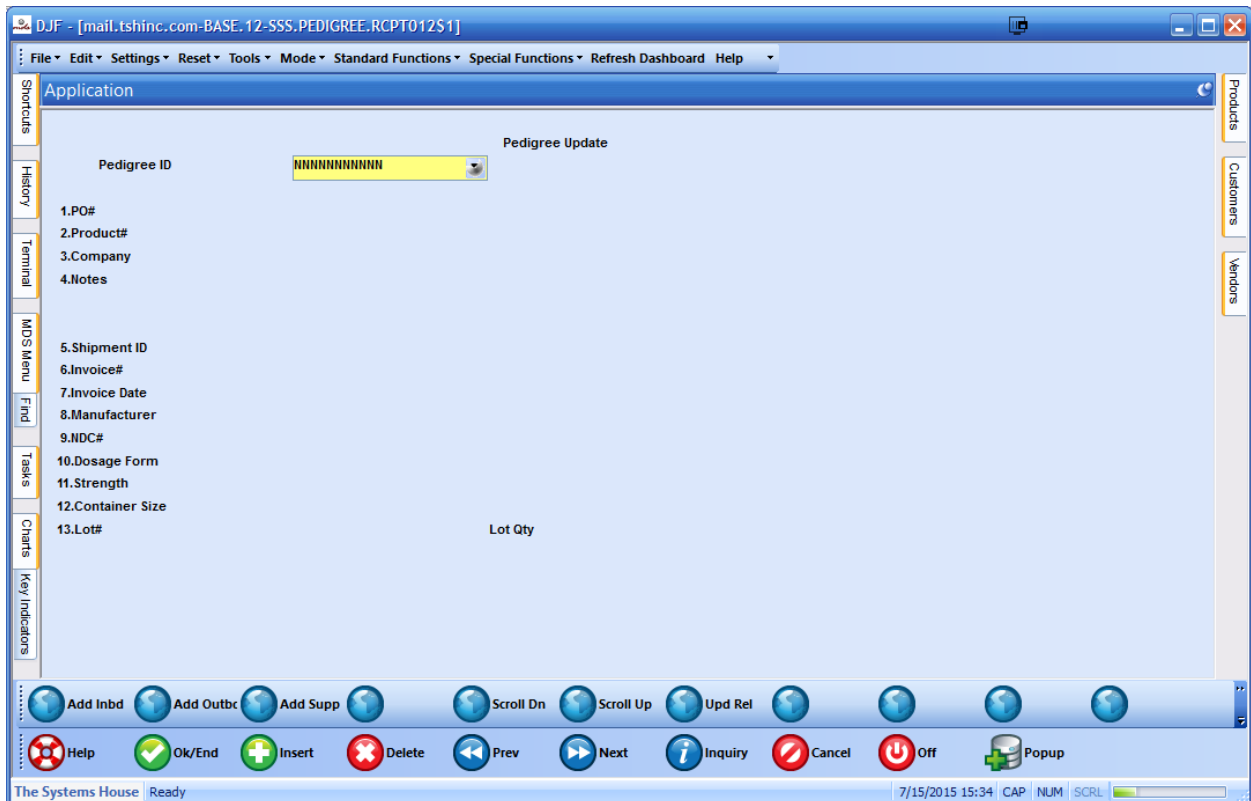 DJF - [mail.tshinc.com-BASE.12-SSS.PEDIGREE.RCPT012S1]
File Edit Settings Reset Tools Mode Standard Functions Special Functions Refresh Dashboard Help
Application
Shortcuts
History
Terminal
MDS Menu
Find
Tasks
Charts
Key Indicators
Products
Customers
Vendors
Pedigree Update
Pedigree ID NNNNNNNNNNN
1.PO#
2.Product#
3.Company
4.Notes
5.Shipment ID
6.Invoice#
7.Invoice Date
8.Manufacturer
9.NDC#
10.Dosage Form
11.Strength
12.Container Size
13.Lot# Lot Qty
Add Inbd Add Outbc Add Supp Scroll Dn Scroll Up Upd Rel
Help Ok/End Insert Delete Prev Next Inquiry Cancel Off Popup
The Systems House Ready 7/15/2015 15:34 CAP NUM SCRL